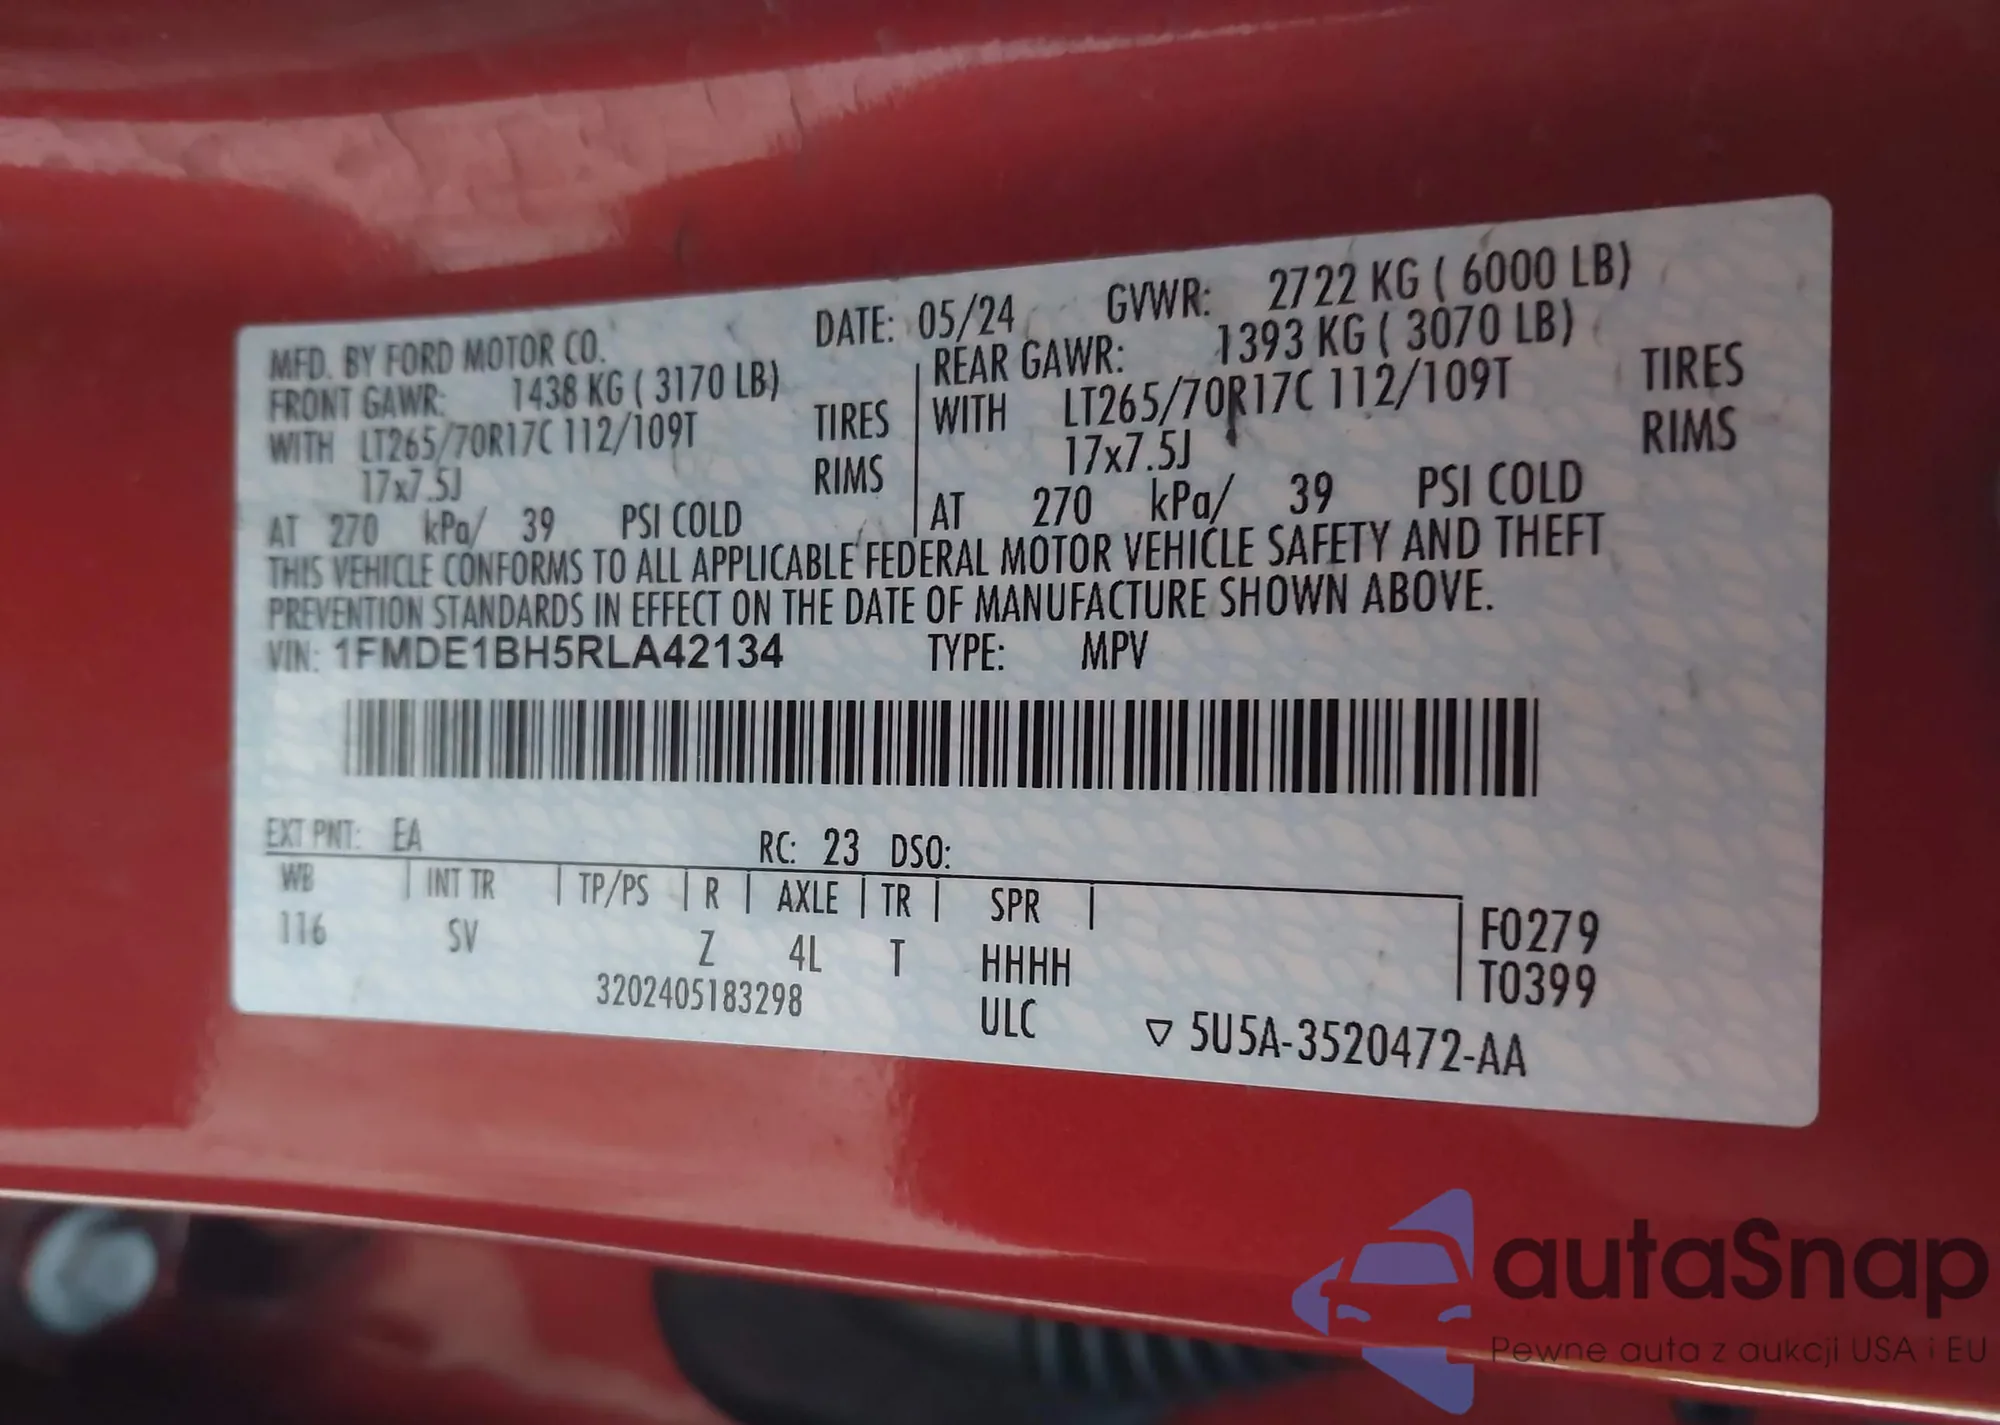 MFD. BY FORD MOTOR CO. DATE: 05/24 GVWR: 2722 KG ( 6000 LB)
FRONT GAWR: 1438 KG ( 3170 LB) REAR GAWR: 1393 KG ( 3070 LB)
WITH LT265/70R17C 112/109T TIRES WITH LT265/70R17C 112/109T TIRES
17x7.5J RIMS 17x7.5J RIMS
AT 270 kPa/ 39 PSI COLD AT 270 kPa/ 39 PSI COLD
THIS VEHICLE CONFORMS TO ALL APPLICABLE FEDERAL MOTOR VEHICLE SAFETY AND THEFT
PREVENTION STANDARDS IN EFFECT ON THE DATE OF MANUFACTURE SHOWN ABOVE.
VIN: 1FMDE1BH5RLA42134 TYPE: MPV
EXT PNT: EA RC: 23 DSO:
WB INT TR TP/PS R AXLE TR SPR
116 SV Z 4L T HHHH F0279
3202405183298 ULC T0399
▽ 5U5A-3520472-AA
autaSnap
Pewne auta z aukcji USA i EU